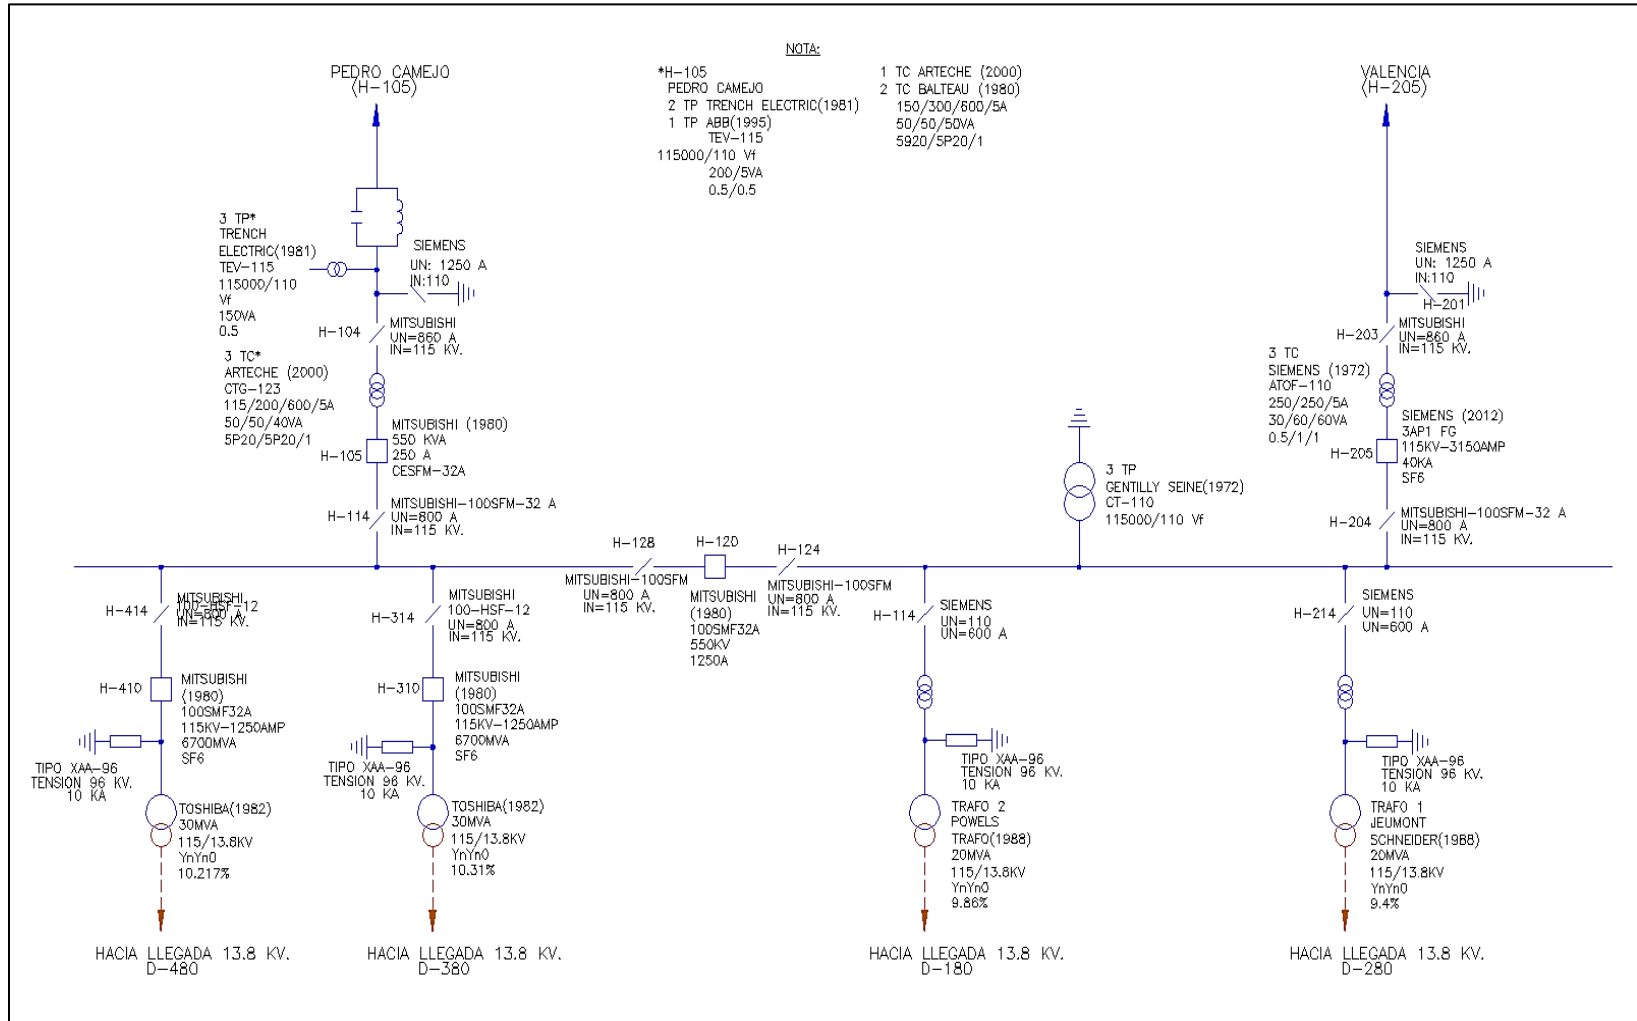 NOTA:
*H-105
PEDRO CAMEJO
2 TP TRENCH ELECTRIC(1981)
1 TP ABB(1995)
TEV-115
115000/110 Vf
200/5VA
0.5/0.5
1 TC ARTECHE (2000)
2 TC BALTEAU (1980)
150/300/600/5A
50/50/50VA
5920/5P20/1
PEDRO CAMEJO
(H-105)
3 TP*
TRENCH
ELECTRIC(1981)
TEV-115
115000/110
Vf
150VA
0.5
SIEMENS
UN: 1250 A
IN:110
H-104
MITSUBISHI
UN=860 A
IN=115 KV.
3 TC*
ARTECHE (2000)
CTG-123
115/200/600/5A
50/50/40VA
5P20/5P20/1
H-105
MITSUBISHI (1980)
550 KVA
250 A
CESFM-32A
H-114
MITSUBISHI-100SFM-32 A
UN=800 A
IN=115 KV.
VALENCIA
(H-205)
SIEMENS
UN: 1250 A
IN:110
H-201
H-203
MITSUBISHI
UN=860 A
IN=115 KV.
3 TC
SIEMENS (1972)
ATOF-110
250/250/5A
30/60/60VA
0.5/1/1
H-205
SIEMENS (2012)
3AP1 FG
115KV-3150AMP
40KA
SF6
H-204
MITSUBISHI-100SFM-32 A
UN=800 A
IN=115 KV.
3 TP
GENTILLY SEINE(1972)
CT-110
115000/110 Vf
H-128
MITSUBISHI-100SFM
UN=800 A
IN=115 KV.
H-120
MITSUBISHI
(1980)
100SMF32A
550KV
1250A
H-124
MITSUBISHI-100SFM
UN=800 A
IN=115 KV.
H-414
MITSUBISHI
100-HSF-12
UN=800 A
IN=115 KV.
H-410
MITSUBISHI
(1980)
100SMF32A
115KV-1250AMP
6700MVA
SF6
TIPO XAA-96
TENSION 96 KV.
10 KA
TOSHIBA(1982)
30MVA
115/13.8KV
YnYn0
10.217%
HACIA LLEGADA 13.8 KV.
D-480
H-314
MITSUBISHI
100-HSF-12
UN=800 A
IN=115 KV.
H-310
MITSUBISHI
(1980)
100SMF32A
115KV-1250AMP
6700MVA
SF6
TIPO XAA-96
TENSION 96 KV.
10 KA
TOSHIBA(1982)
30MVA
115/13.8KV
YnYn0
10.31%
HACIA LLEGADA 13.8 KV.
D-380
H-114
SIEMENS
UN=110
UN=600 A
TIPO XAA-96
TENSION 96 KV.
10 KA
TRAFO 2
POWELS
TRAFO(1988)
20MVA
115/13.8KV
YnYn0
9.86%
HACIA LLEGADA 13.8 KV.
D-180
H-214
SIEMENS
UN=110
UN=600 A
TIPO XAA-96
TENSION 96 KV.
10 KA
TRAFO 1
JEUMONT
SCHNEIDER(1988)
20MVA
115/13.8KV
YnYn0
9.4%
HACIA LLEGADA 13.8 KV.
D-280